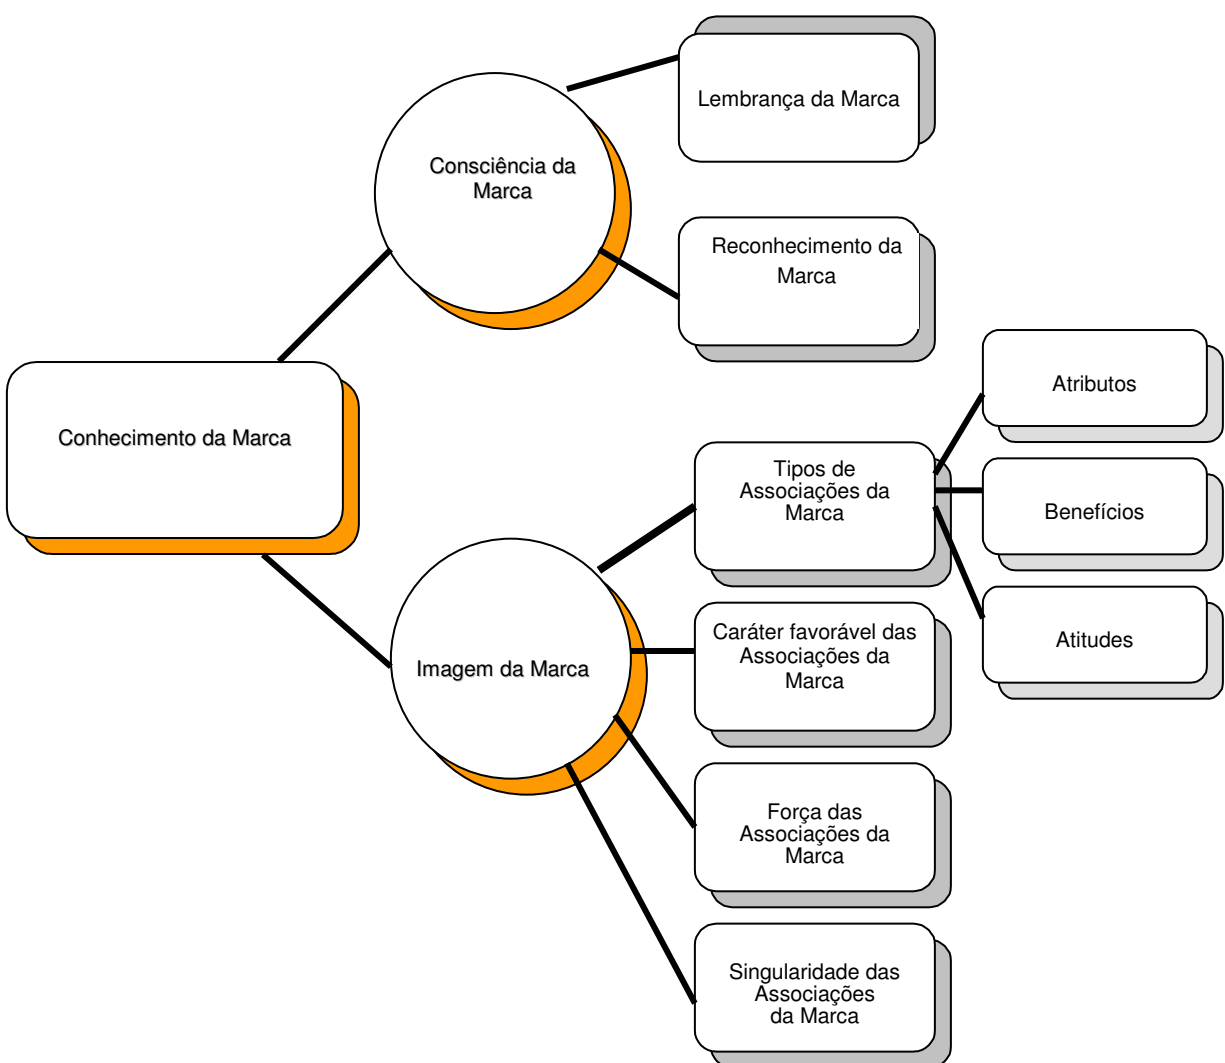 Lembrança da Marca
Consciência da
Marca
Reconhecimento da
Marca
Conhecimento da Marca
Tipos de
Associações da
Marca
Atributos
Benefícios
Atitudes
Imagem da Marca
Caráter favorável das
Associações da
Marca
Força das
Associações da
Marca
Singularidade das
Associações
da Marca